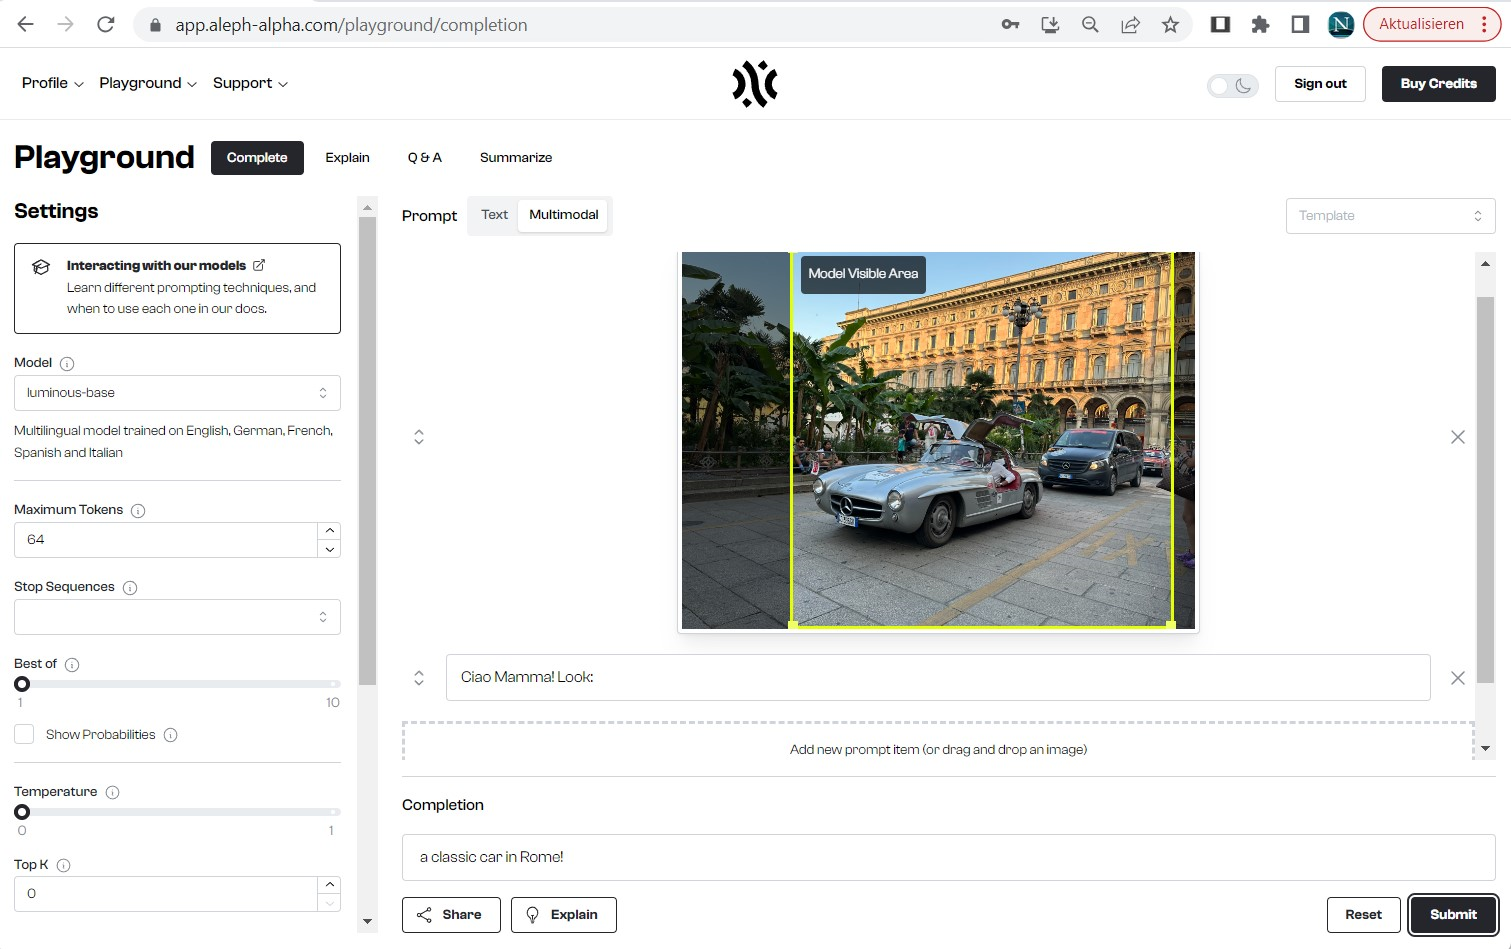 app.aleph-alpha.com/playground/completion
N
Aktualisieren
Profile
Playground
Support
Sign out
Buy Credits
Playground
Complete
Explain
Q & A
Summarize
Settings
Interacting with our models
Learn different prompting techniques, and
when to use each one in our docs.
Model
luminous-base
Multilingual model trained on English, German, French,
Spanish and Italian
Maximum Tokens
64
Stop Sequences
Best of
1
10
Show Probabilities
Temperature
0
1
Top K
0
Prompt
Text
Multimodal
Template
Model Visible Area
TAXI
Ciao Mamma! Look:
Add new prompt item (or drag and drop an image)
Completion
a classic car in Rome!
Share
Explain
Reset
Submit